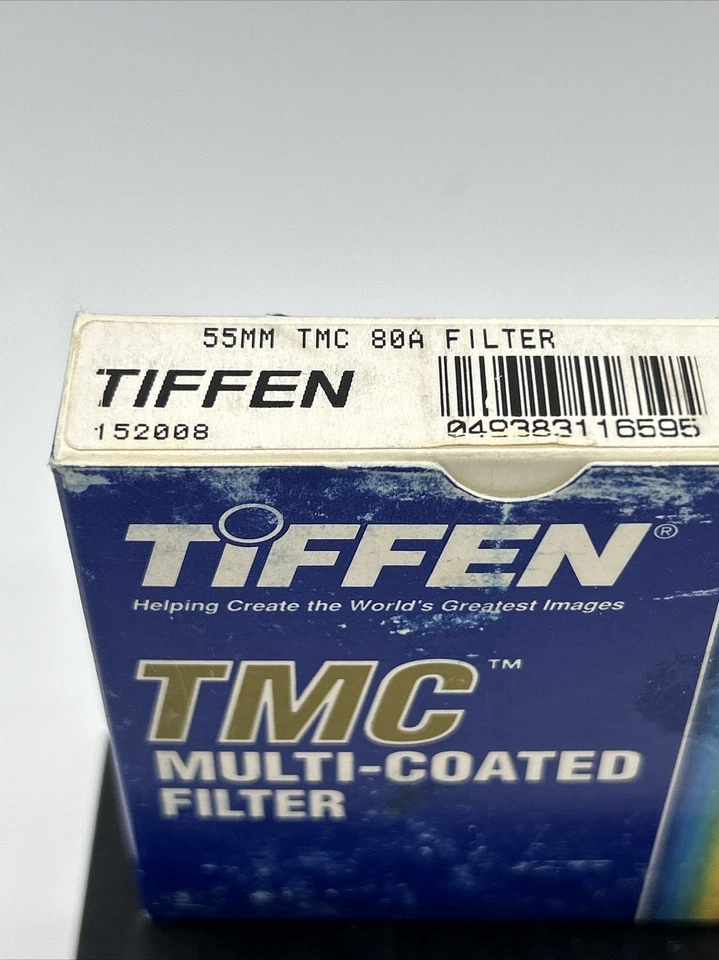 55MM TMC 80A FILTER
TIFFEN
152008
049383116595
TiFFEN®
Helping Create the World's Greatest Images
TMC™
MULTI-COATED
FILTER